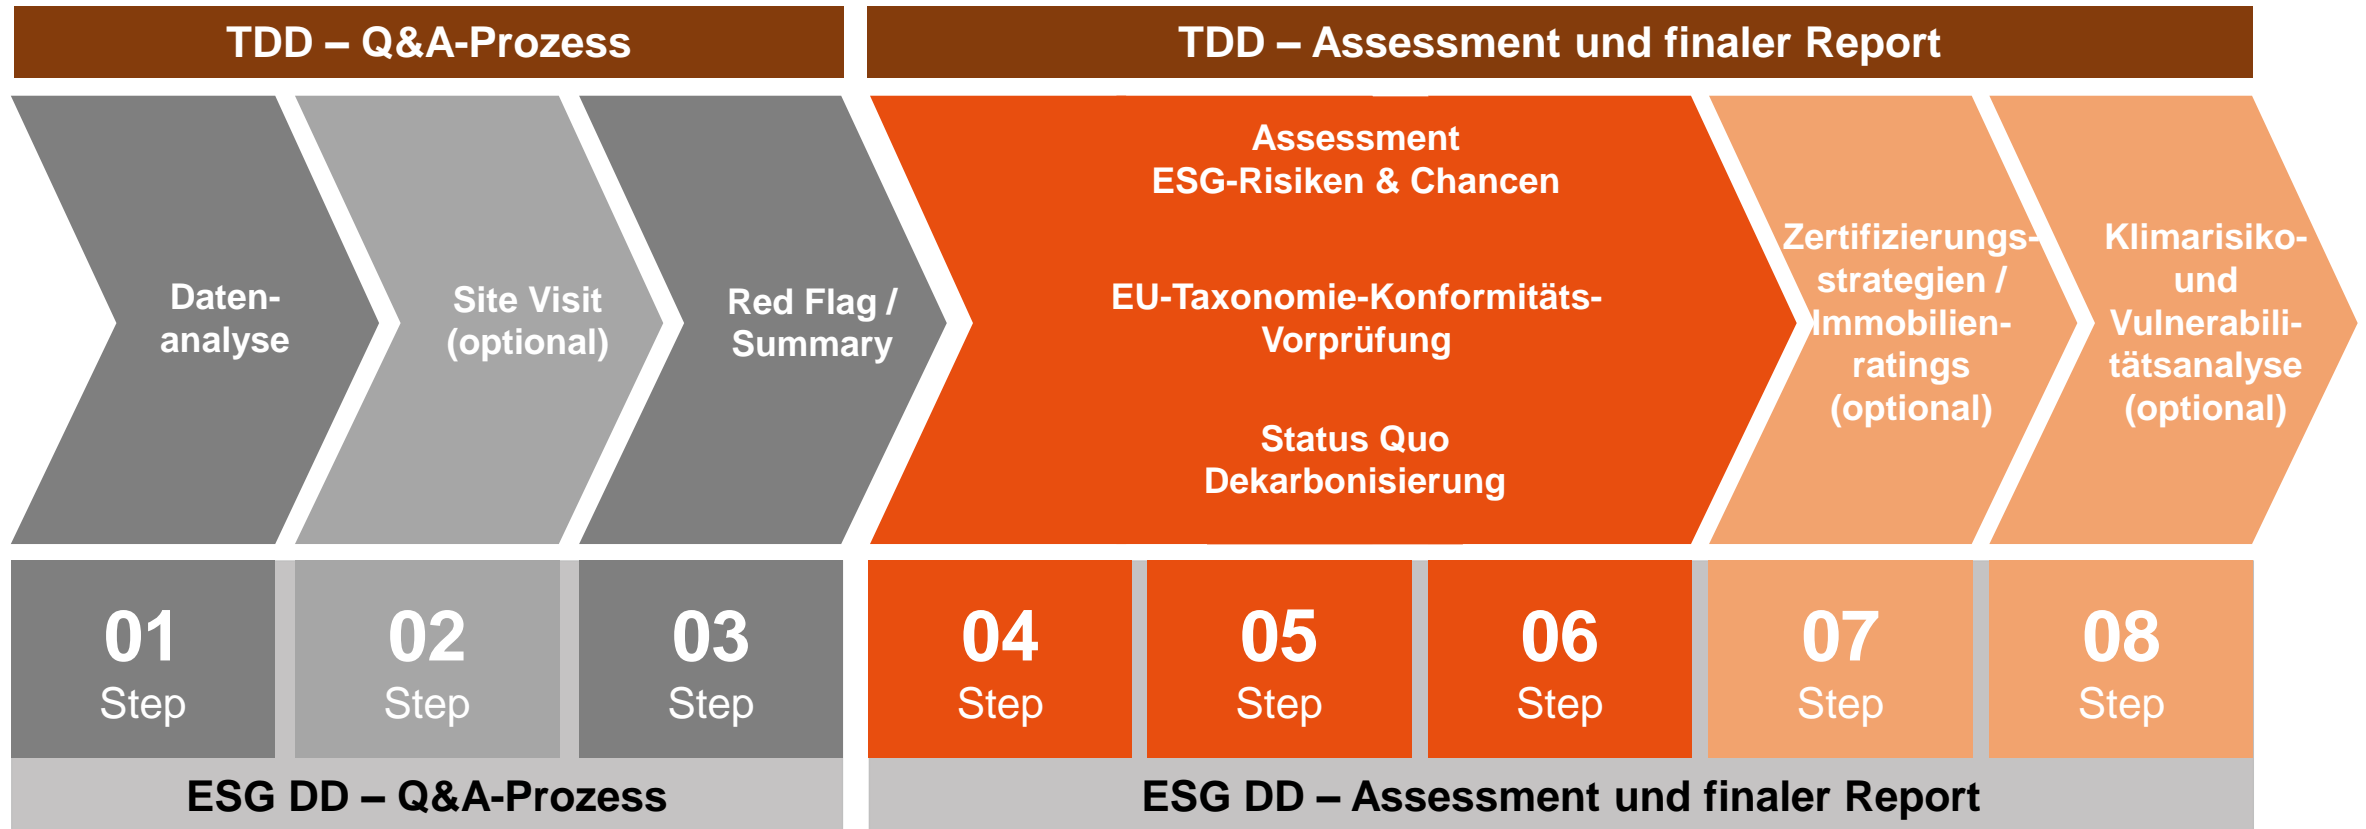 TDD – Q&A-Prozess
TDD – Assessment und finaler Report
Daten-
analyse
Site Visit
(optional)
Red Flag /
Summary
Assessment
ESG-Risiken & Chancen
EU-Taxonomie-Konformitäts-
Vorprüfung
Status Quo
Dekarbonisierung
Zertifizierungs-
strategien /
Immobilien-
ratings
(optional)
Klimarisiko-
und
Vulnerabili-
tätsanalyse
(optional)
01
Step
02
Step
03
Step
04
Step
05
Step
06
Step
07
Step
08
Step
ESG DD – Q&A-Prozess
ESG DD – Assessment und finaler Report